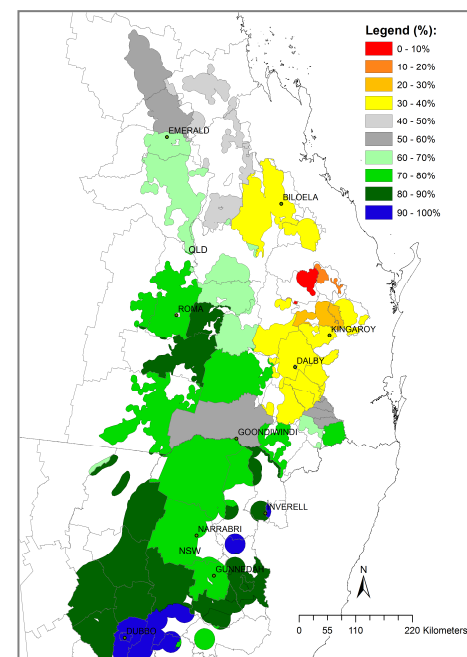 Legend (%):
0 - 10%
10 - 20%
20 - 30%
30 - 40%
40 - 50%
50 - 60%
60 - 70%
70 - 80%
80 - 90%
90 - 100%
EMERALD
BILOELA
QLD
ROMA
KINGAROY
DALBY
GOONDIWINDI
INVERELL
NARRABRI
NSW
GUNNEDAH
DUBBO
N
0 55 110 220 Kilometers